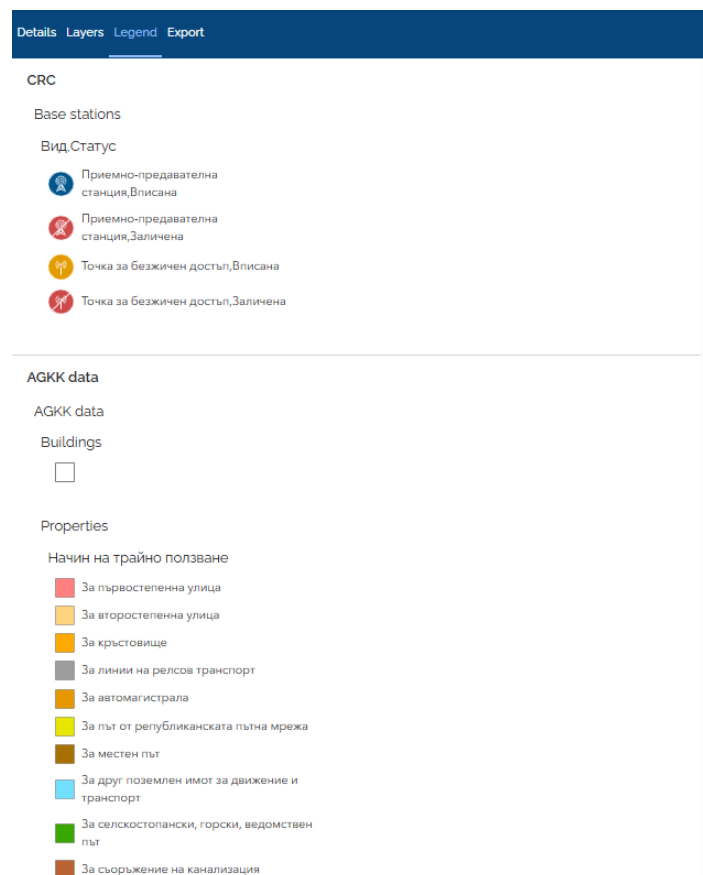 Details Layers Legend Export
CRC
Base stations
Вид,Статус
Приемно-предавателна
станция,Вписана
Приемно-предавателна
станция,Заличена
Точка за безжичен достъп,Вписана
Точка за безжичен достъп,Заличена
AGKK data
AGKK data
Buildings
Properties
Начин на трайно ползване
За първостепенна улица
За второстепенна улица
За кръстовище
За линии на релсов транспорт
За автомагистрала
За път от републиканската пътна мрежа
За местен път
За друг поземлен имот за движение и
транспорт
За селскостопански, горски, ведомствен
път
За съоръжение на канализация